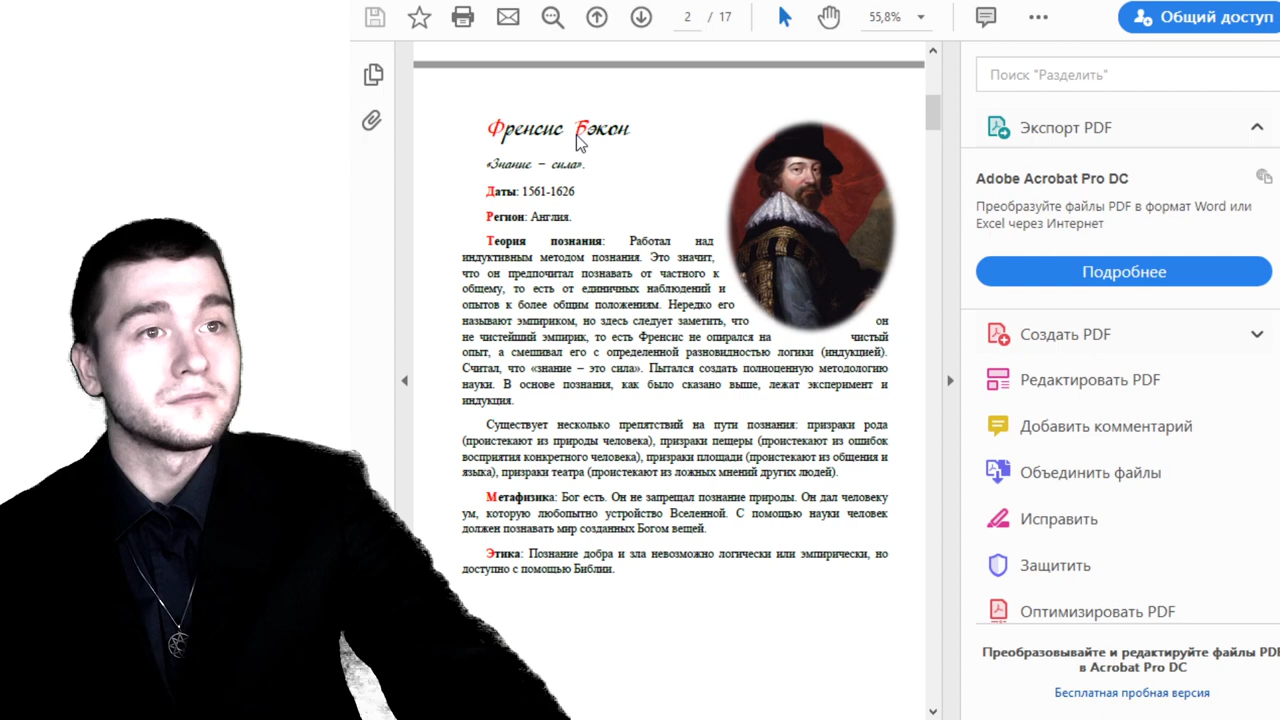 2 / 17
55,8%
Общий доступ
Френсис Бэкон
«Знание – сила».
Даты: 1561-1626
Регион: Англия.
Теория познания: Работал над
индуктивным методом познания. Это значит,
что он предпочитал познавать от частного к
общему, то есть от единичных наблюдений и
опытов к более общим положениям. Нередко его
называют эмпириком, но здесь следует заметить, что он
не чистейший эмпирик, то есть Френсис не опирался на чистый
опыт, а смешивал его с определенной разновидностью логики (индукцией).
Считал, что «знание – это сила». Пытался создать полноценную методологию
науки. В основе познания, как было сказано выше, лежат эксперимент и
индукция.
Существует несколько препятствий на пути познания: призраки рода
(проистекают из природы человека), призраки пещеры (проистекают из ошибок
восприятия конкретного человека), призраки площади (проистекают из общения и
языка), призраки театра (проистекают из ложных мнений других людей).
Метафизика: Бог есть. Он не запрещал познание природы. Он дал человеку
ум, которую любопытно устройство Вселенной. С помощью науки человек
должен познавать мир созданных Богом вещей.
Этика: Познание добра и зла невозможно логически или эмпирически, но
доступно с помощью Библии.
Поиск "Разделить"
Экспорт PDF
Adobe Acrobat Pro DC
Преобразуйте файлы PDF в формат Word или
Excel через Интернет
Подробнее
Создать PDF
Редактировать PDF
Добавить комментарий
Объединить файлы
Исправить
Защитить
Оптимизировать PDF
Преобразовывайте и редактируйте файлы PDF
в Acrobat Pro DC
Бесплатная пробная версия